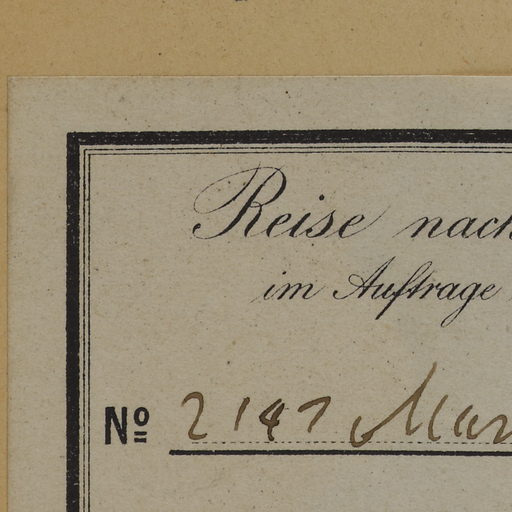 Reise nach
im Auftrage
Nº 2147